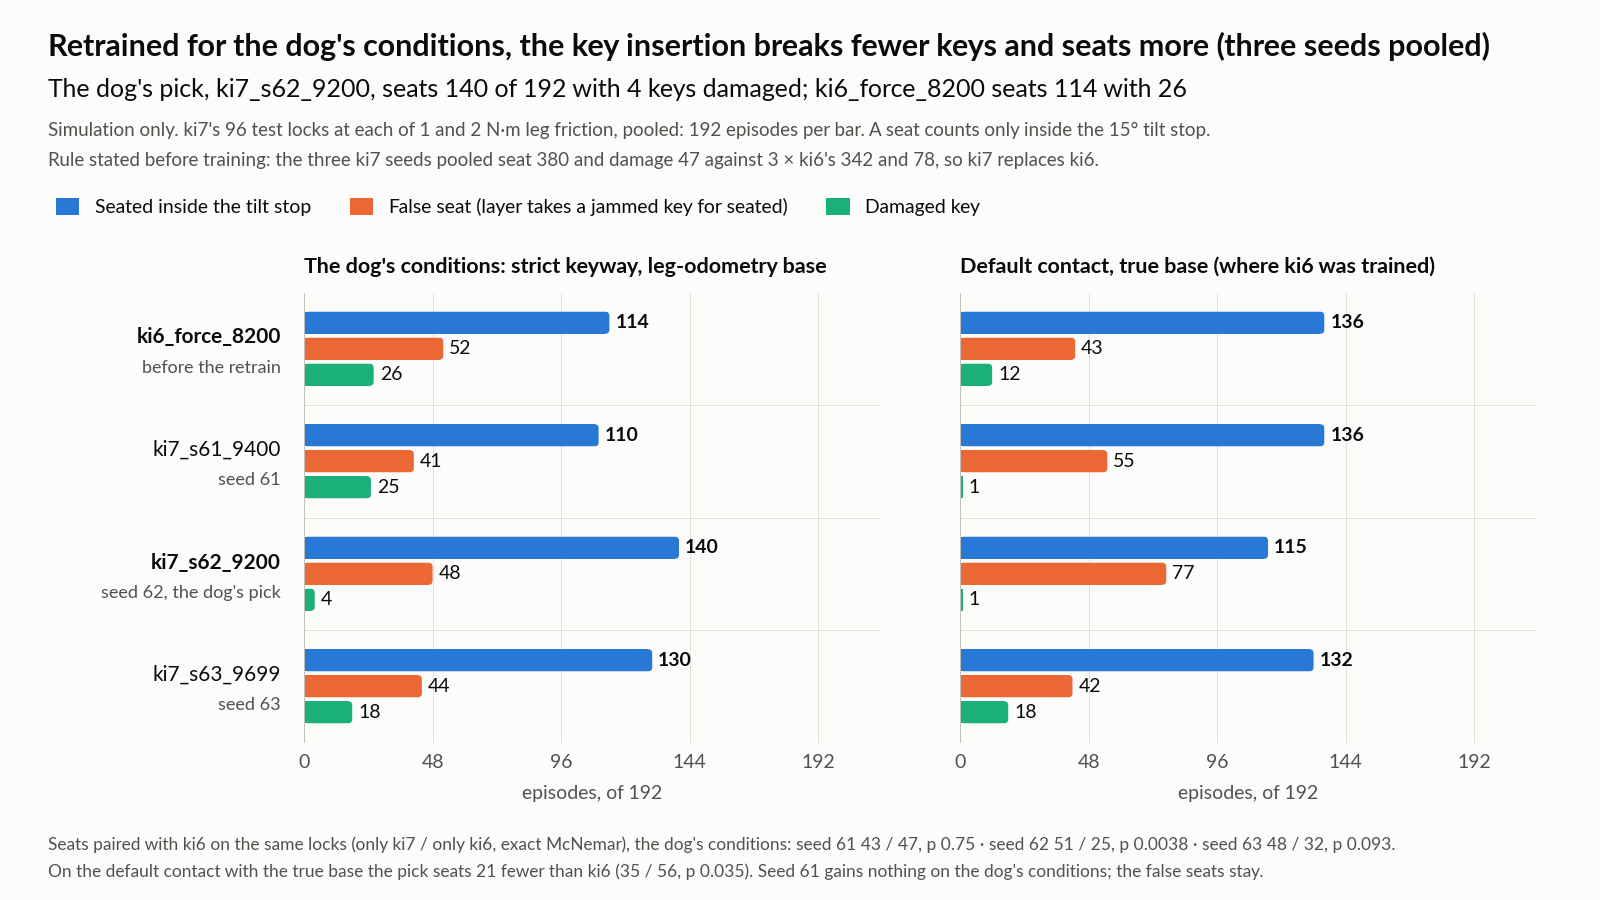 Retrained for the dog's conditions, the key insertion breaks fewer keys and seats more (three seeds pooled)
The dog's pick, ki7_s62_9200, seats 140 of 192 with 4 keys damaged; ki6_force_8200 seats 114 with 26
Simulation only. ki7's 96 test locks at each of 1 and 2 N·m leg friction, pooled: 192 episodes per bar. A seat counts only inside the 15° tilt stop.
Rule stated before training: the three ki7 seeds pooled seat 380 and damage 47 against 3 × ki6's 342 and 78, so ki7 replaces ki6.
Seated inside the tilt stop
False seat (layer takes a jammed key for seated)
Damaged key
The dog's conditions: strict keyway, leg-odometry base
ki6_force_8200
before the retrain
114
52
26
ki7_s61_9400
seed 61
110
41
25
ki7_s62_9200
seed 62, the dog's pick
140
48
4
ki7_s63_9699
seed 63
130
44
18
0 48 96 144 192
episodes, of 192
Default contact, true base (where ki6 was trained)
136
43
12
136
55
1
115
77
1
132
42
18
0 48 96 144 192
episodes, of 192
Seats paired with ki6 on the same locks (only ki7 / only ki6, exact McNemar), the dog's conditions: seed 61 43 / 47, p 0.75 · seed 62 51 / 25, p 0.0038 · seed 63 48 / 32, p 0.093.
On the default contact with the true base the pick seats 21 fewer than ki6 (35 / 56, p 0.035). Seed 61 gains nothing on the dog's conditions; the false seats stay.